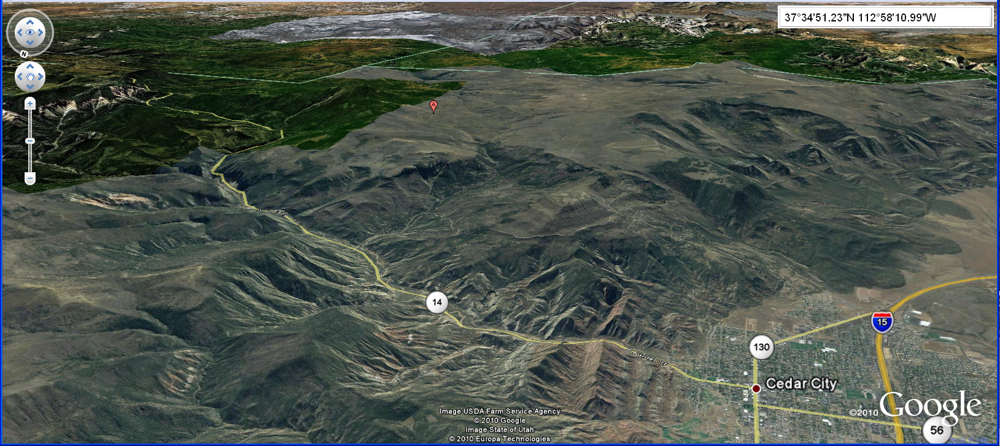 37°34'51.23"N 112°58'10.99"W
N
A
14
15
130
Cedar City
©2010 Google™
56
Image USDA Farm Service Agency
© 2010 Google
Image State of Utah
© 2010 Europa Technologies